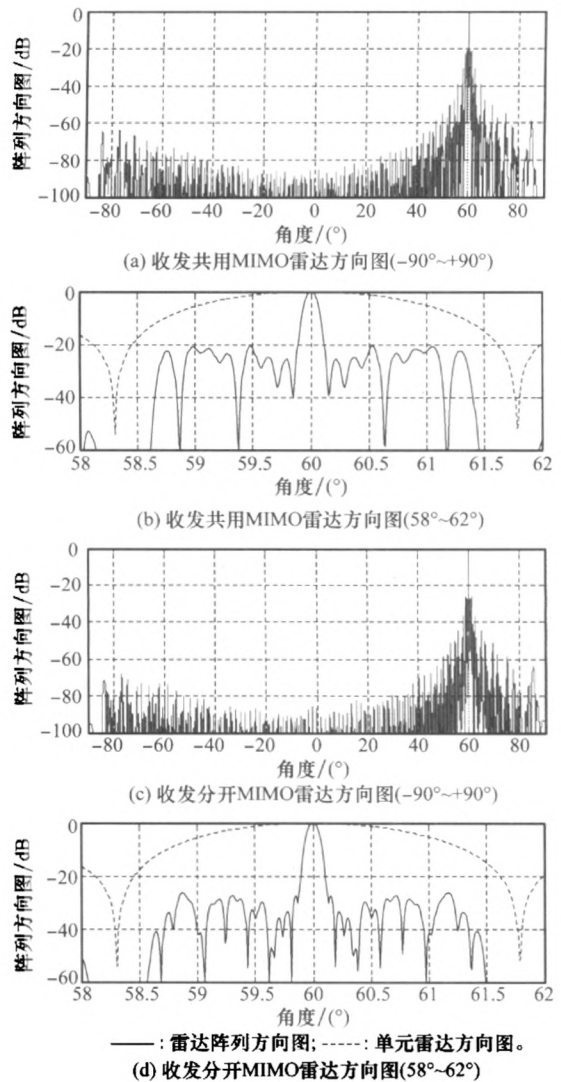 阵列方向图/dB
0
-20
-40
-60
-80
-100
-80 -60 -40 -20 0 20 40 60 80
角度/(°)
(a) 收发共用MIMO雷达方向图(-90°~+90°)
阵列方向图/dB
0
-20
-40
-60
58 58.5 59 59.5 60 60.5 61 61.5 62
角度/(°)
(b) 收发共用MIMO雷达方向图(58°~62°)
阵列方向图/dB
0
-20
-40
-60
-80
-100
-80 -60 -40 -20 0 20 40 60 80
角度/(°)
(c) 收发分开MIMO雷达方向图(-90°~+90°)
阵列方向图/dB
0
-20
-40
-60
58 58.5 59 59.5 60 60.5 61 61.5 62
角度/(°)
——: 雷达阵列方向图; -----: 单元雷达方向图。
(d) 收发分开MIMO雷达方向图(58°~62°)